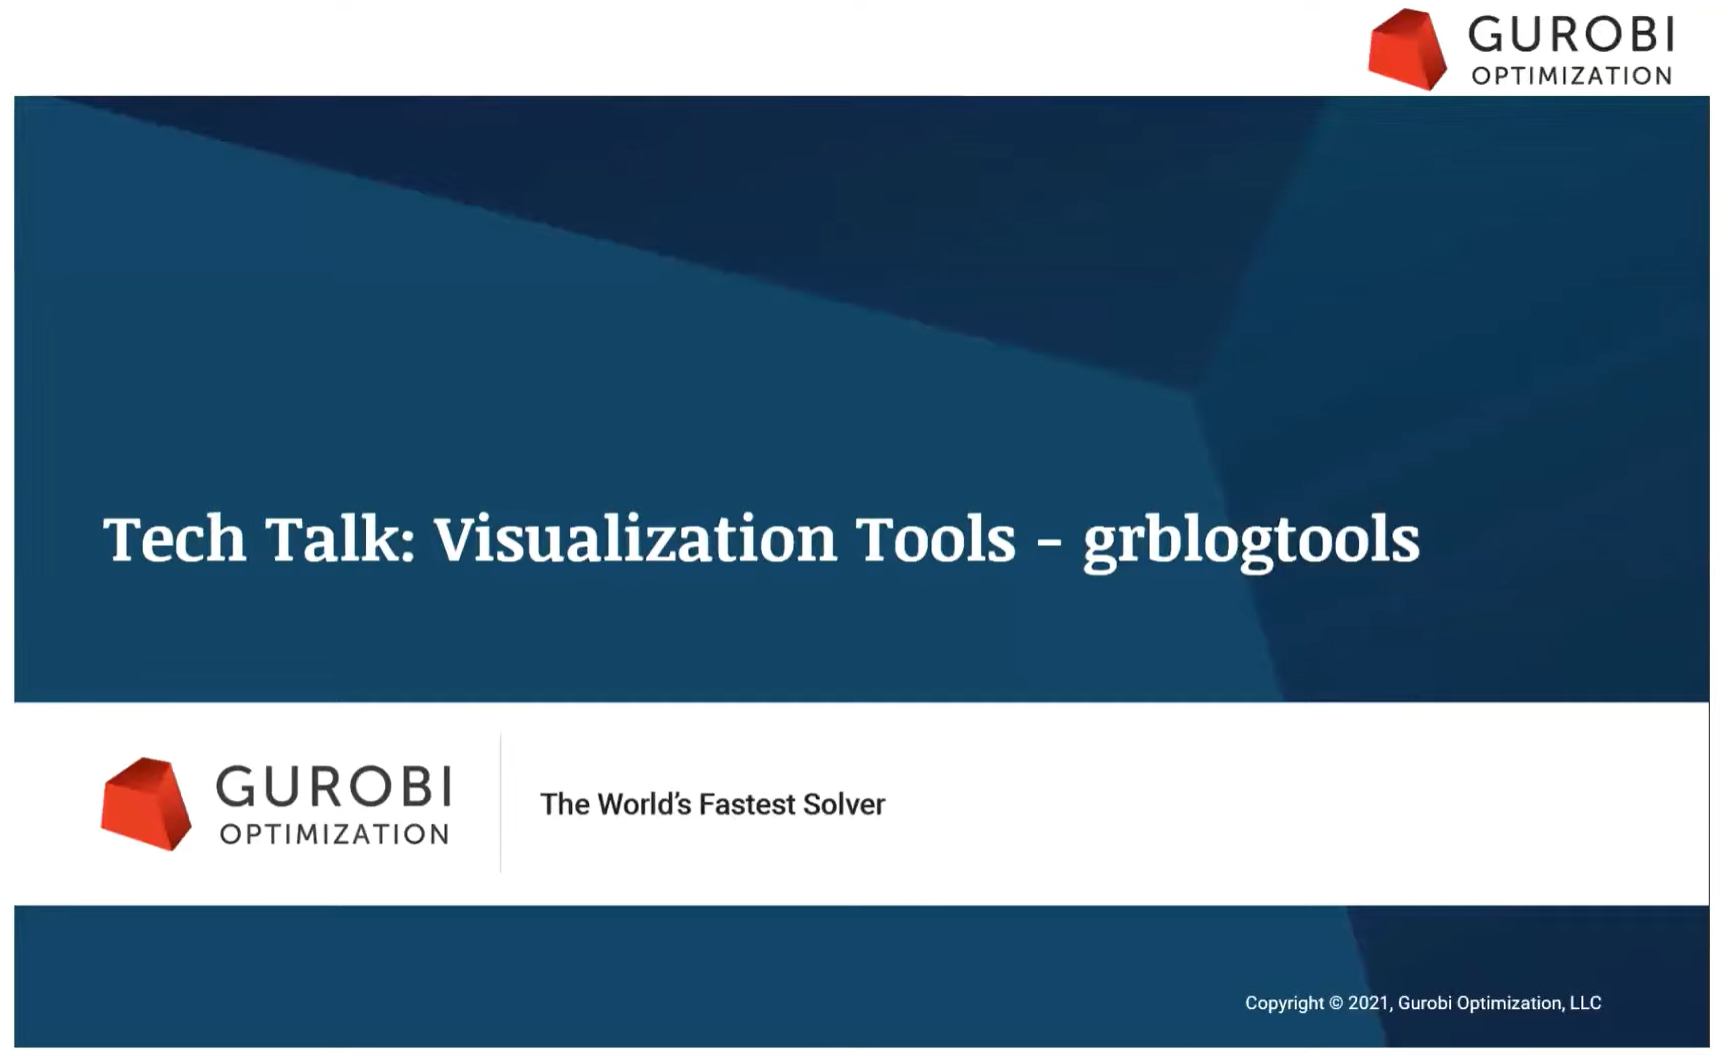 GUROBI
OPTIMIZATION
Tech Talk: Visualization Tools - grblogtools
GUROBI
OPTIMIZATION
The World's Fastest Solver
Copyright © 2021, Gurobi Optimization, LLC